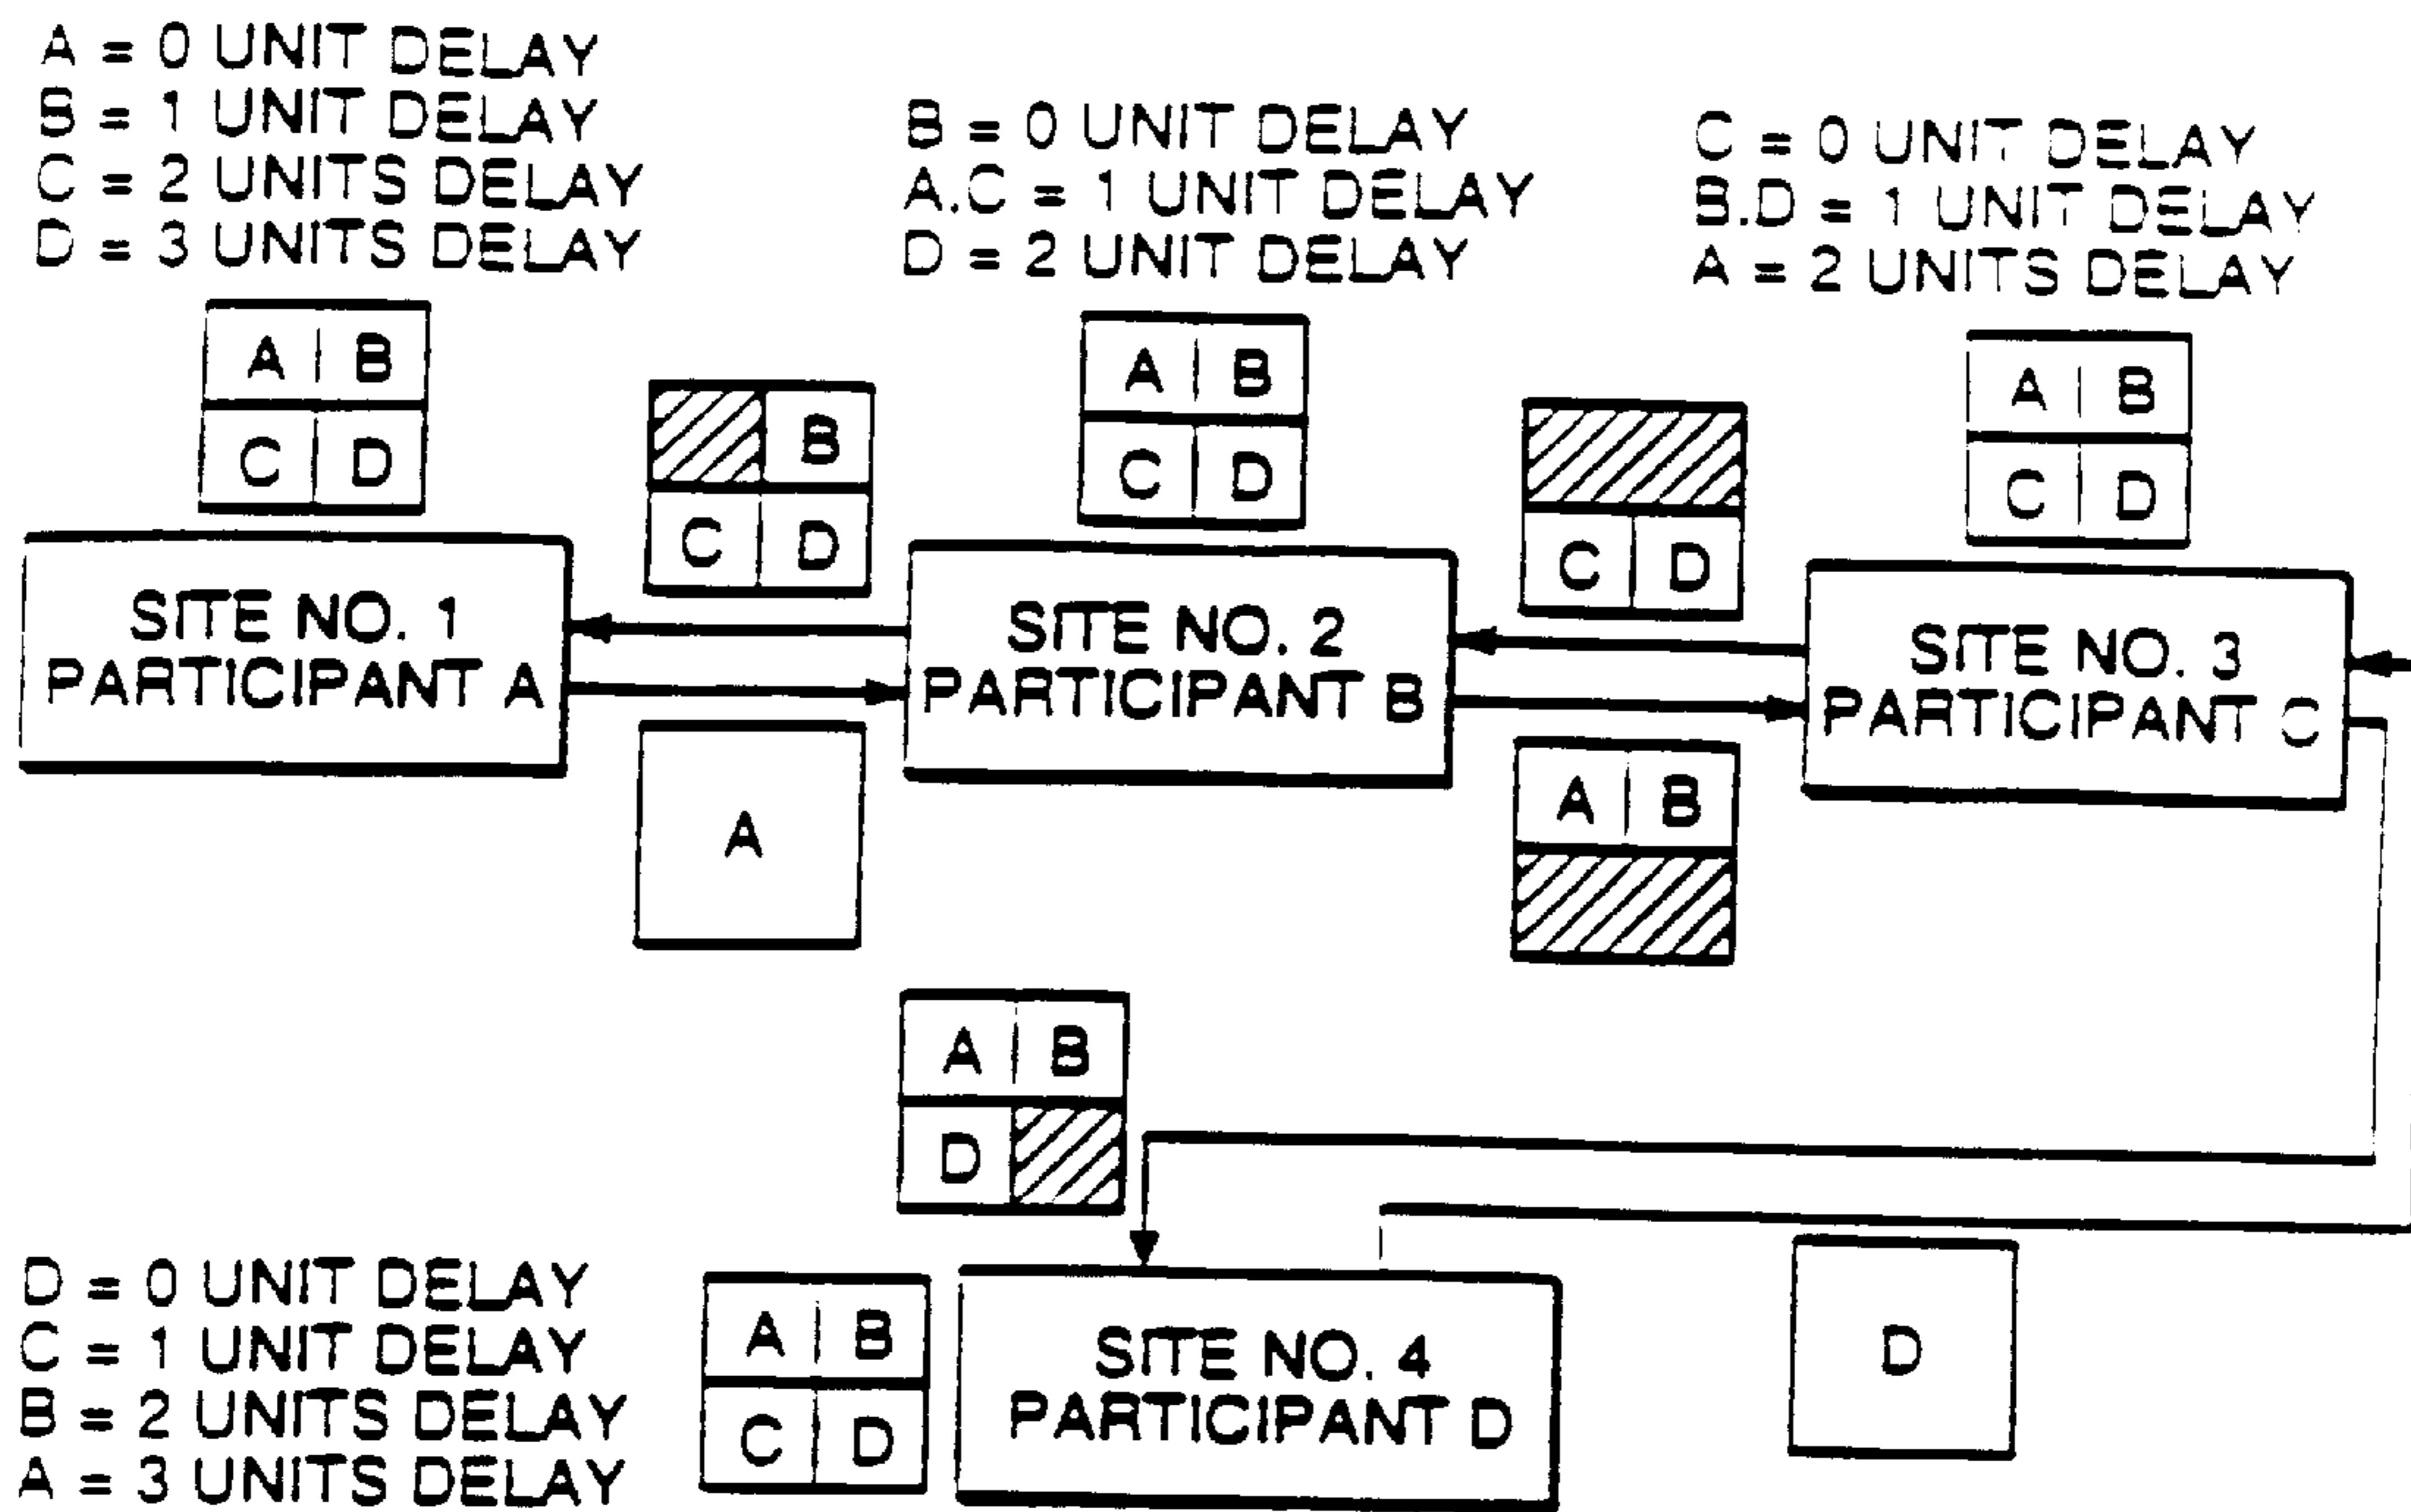 A = 0 UNIT DELAY
B = 1 UNIT DELAY
C = 2 UNITS DELAY
D = 3 UNITS DELAY
B = 0 UNIT DELAY
A.C = 1 UNIT DELAY
D = 2 UNIT DELAY
C = 0 UNIT DELAY
B.D = 1 UNIT DELAY
A = 2 UNITS DELAY
A B
C D
B
C D
A B
C D
C D
A B
C D
SITE NO. 1
PARTICIPANT A
SITE NO. 2
PARTICIPANT B
SITE NO. 3
PARTICIPANT C
A
A B
A B
D
D = 0 UNIT DELAY
C = 1 UNIT DELAY
B = 2 UNITS DELAY
A = 3 UNITS DELAY
A B
C D
SITE NO. 4
PARTICIPANT D
D